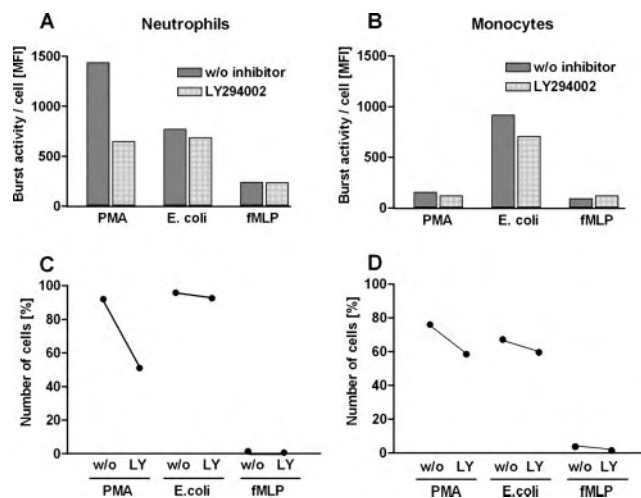 A Neutrophils
B Monocytes
Burst activity / cell [MFI]
1500
1000
500
0
w/o inhibitor
LY294002
PMA E. coli fMLP
Burst activity / cell [MFI]
1500
1000
500
0
w/o inhibitor
LY294002
PMA E. coli fMLP
C
Number of cells [%]
100
80
60
40
20
0
w/o LY w/o LY w/o LY
PMA E.coli fMLP
D
Number of cells [%]
100
80
60
40
20
0
w/o LY w/o LY w/o LY
PMA E.coli fMLP